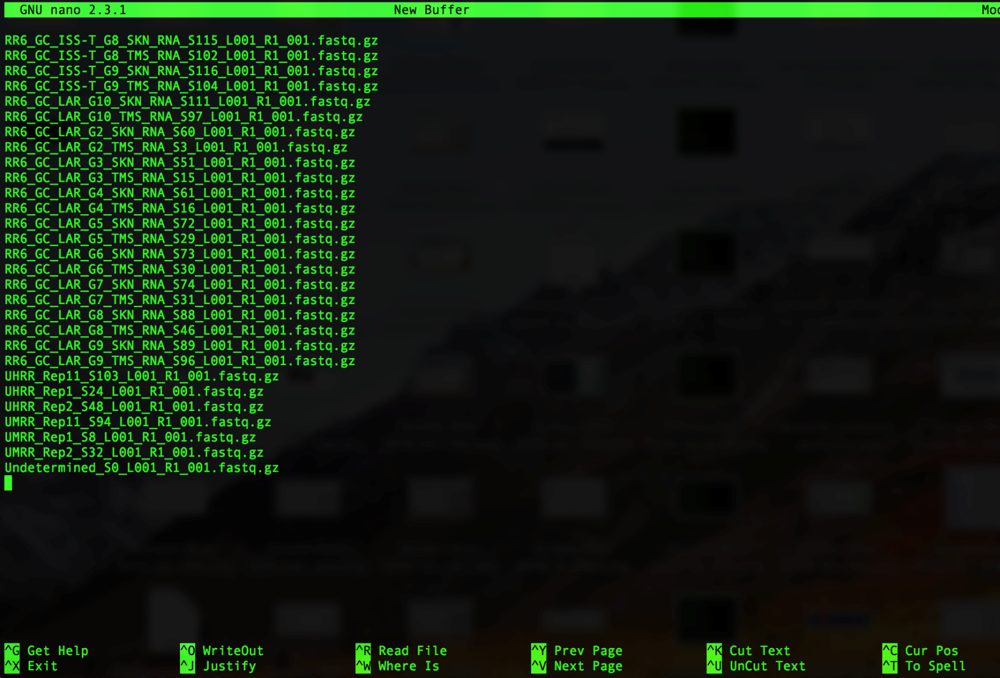 GNU nano 2.3.1 New Buffer
RR6_GC_ISS-T_G8_SKN_RNA_S115_L001_R1_001.fastq.gz
RR6_GC_ISS-T_G8_TMS_RNA_S102_L001_R1_001.fastq.gz
RR6_GC_ISS-T_G9_SKN_RNA_S116_L001_R1_001.fastq.gz
RR6_GC_ISS-T_G9_TMS_RNA_S104_L001_R1_001.fastq.gz
RR6_GC_LAR_G10_SKN_RNA_S111_L001_R1_001.fastq.gz
RR6_GC_LAR_G10_TMS_RNA_S97_L001_R1_001.fastq.gz
RR6_GC_LAR_G2_SKN_RNA_S60_L001_R1_001.fastq.gz
RR6_GC_LAR_G2_TMS_RNA_S3_L001_R1_001.fastq.gz
RR6_GC_LAR_G3_SKN_RNA_S51_L001_R1_001.fastq.gz
RR6_GC_LAR_G3_TMS_RNA_S15_L001_R1_001.fastq.gz
RR6_GC_LAR_G4_SKN_RNA_S61_L001_R1_001.fastq.gz
RR6_GC_LAR_G4_TMS_RNA_S16_L001_R1_001.fastq.gz
RR6_GC_LAR_G5_SKN_RNA_S72_L001_R1_001.fastq.gz
RR6_GC_LAR_G5_TMS_RNA_S29_L001_R1_001.fastq.gz
RR6_GC_LAR_G6_SKN_RNA_S73_L001_R1_001.fastq.gz
RR6_GC_LAR_G6_TMS_RNA_S30_L001_R1_001.fastq.gz
RR6_GC_LAR_G7_SKN_RNA_S74_L001_R1_001.fastq.gz
RR6_GC_LAR_G7_TMS_RNA_S31_L001_R1_001.fastq.gz
RR6_GC_LAR_G8_SKN_RNA_S88_L001_R1_001.fastq.gz
RR6_GC_LAR_G8_TMS_RNA_S46_L001_R1_001.fastq.gz
RR6_GC_LAR_G9_SKN_RNA_S89_L001_R1_001.fastq.gz
RR6_GC_LAR_G9_TMS_RNA_S96_L001_R1_001.fastq.gz
UHRR_Rep11_S103_L001_R1_001.fastq.gz
UHRR_Rep1_S24_L001_R1_001.fastq.gz
UHRR_Rep2_S48_L001_R1_001.fastq.gz
UMRR_Rep11_S94_L001_R1_001.fastq.gz
UMRR_Rep1_S8_L001_R1_001.fastq.gz
UMRR_Rep2_S32_L001_R1_001.fastq.gz
Undetermined_S0_L001_R1_001.fastq.gz
^G Get Help ^O WriteOut ^R Read File ^Y Prev Page ^K Cut Text ^C Cur Pos
^X Exit ^J Justify ^W Where Is ^V Next Page ^U UnCut Text ^T To Spell